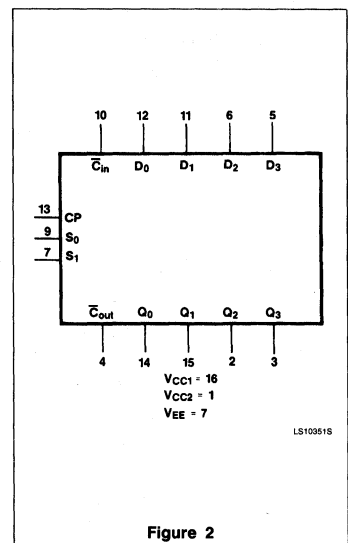 10 12 11 6 5
C̅in D0 D1 D2 D3
13 CP
9 S0
7 S1
C̅out Q0 Q1 Q2 Q3
4 14 15 2 3
VCC1 = 16
VCC2 = 1
VEE = 7
LS10351S
Figure 2